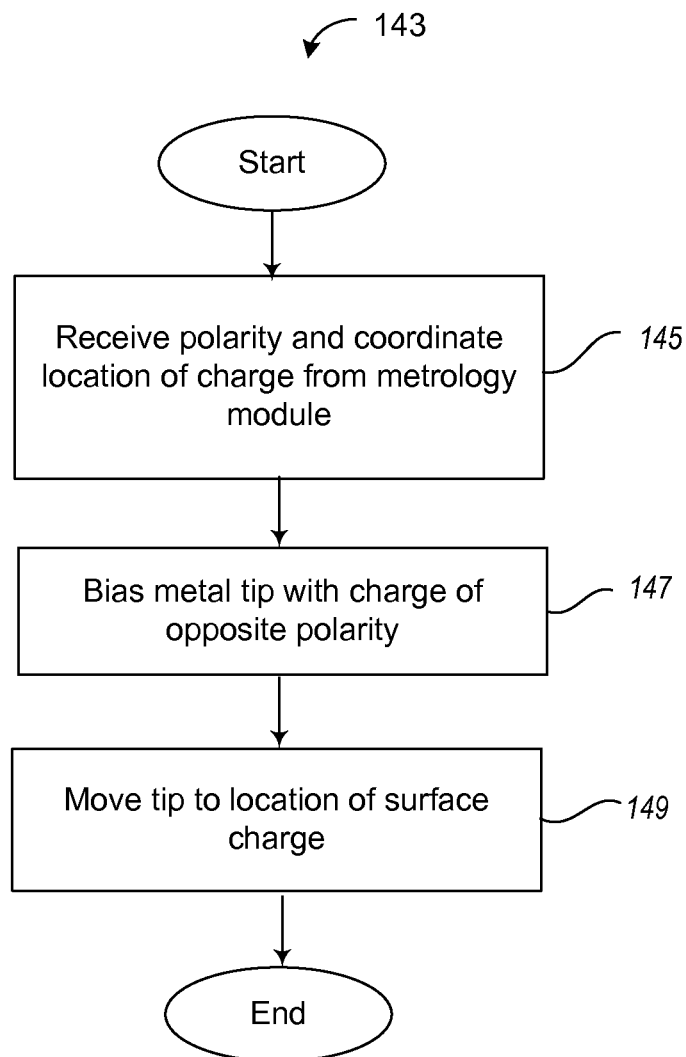 143
Start
Receive polarity and coordinate
location of charge from metrology
module
145
Bias metal tip with charge of
opposite polarity
147
Move tip to location of surface
charge
149
End